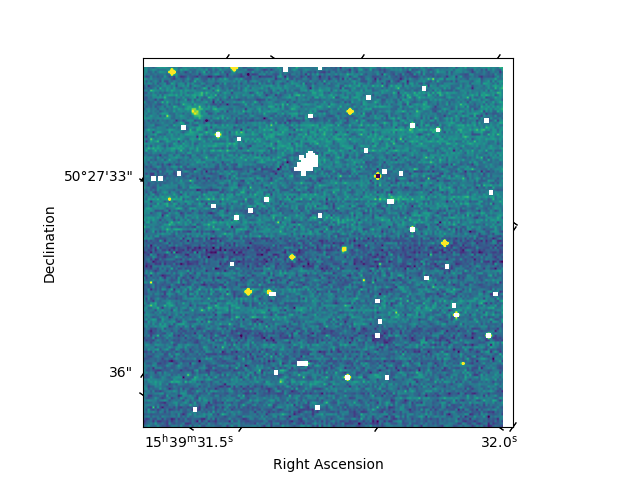 50°27'33"
Declination
36"
15ʰ39ᵐ31.5ˢ
32.0ˢ
Right Ascension